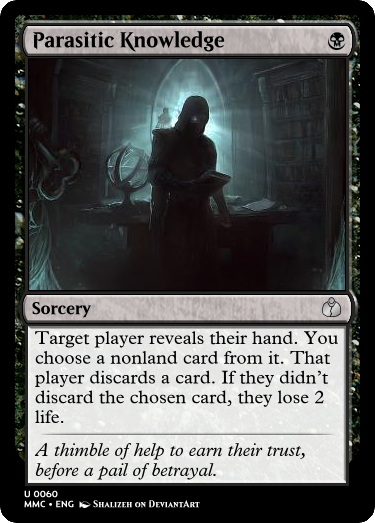 Parasitic Knowledge
Sorcery
Target player reveals their hand. You
choose a nonland card from it. That
player discards a card. If they didn't
discard the chosen card, they lose 2
life.
A thimble of help to earn their trust,
before a pail of betrayal.
U 0060
MMC • ENG Shalizeh on DeviantArt